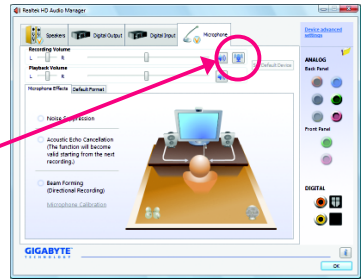 Realtek HD Audio Manager
Speakers
Digital Output
Digital Input
Microphone
Device advanced settings
Recording Volume
L R
Default Device
Playback Volume
L R
Microphone Effects
Default Format
ANALOG
Back Panel
Noise Suppression
Acoustic Echo Cancellation
(The function will become
valid starting from the next
recording.)
Front Panel
Beam Forming
(Directional Recording)
Microphone Calibration
DIGITAL
GIGABYTE
TECHNOLOGY
OK